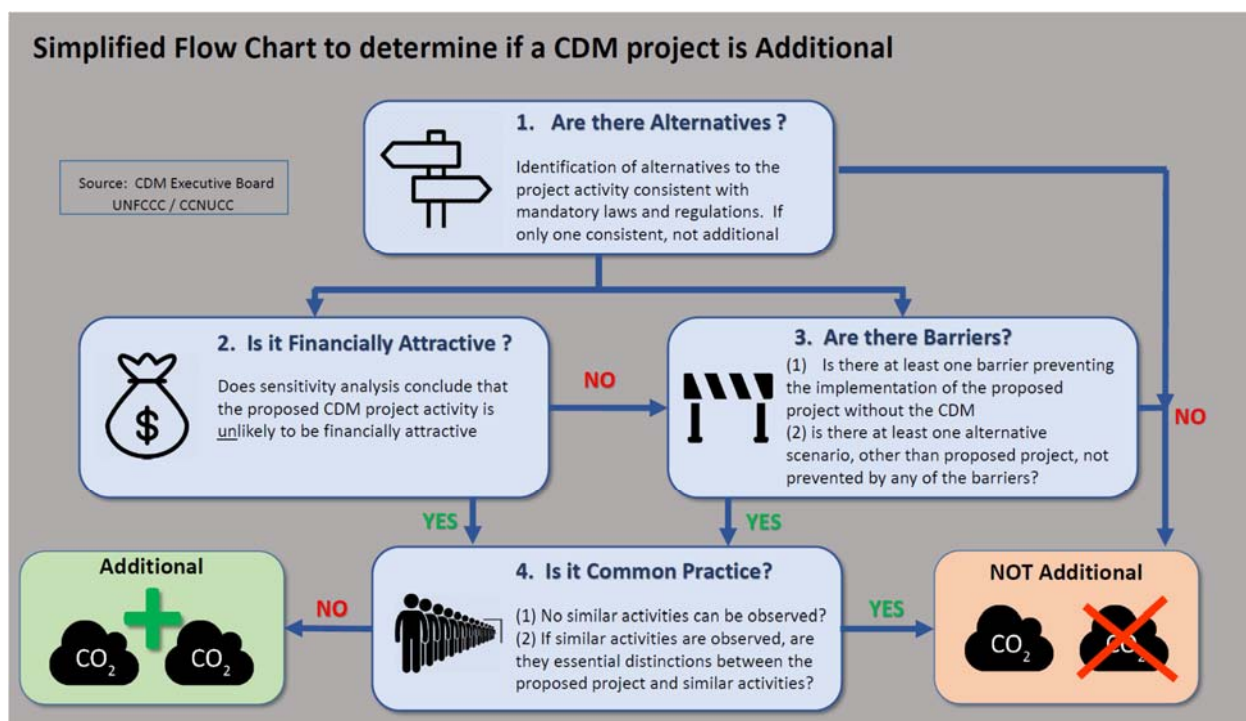 Simplified Flow Chart to determine if a CDM project is Additional
Source: CDM Executive Board
UNFCCC / CCNUCC
1. Are there Alternatives ?
Identification of alternatives to the
project activity consistent with
mandatory laws and regulations. If
only one consistent, not additional
2. Is it Financially Attractive ?
Does sensitivity analysis conclude that
the proposed CDM project activity is
unlikely to be financially attractive
$
NO
3. Are there Barriers?
(1) Is there at least one barrier preventing
the implementation of the proposed
project without the CDM
(2) is there at least one alternative
scenario, other than proposed project, not
prevented by any of the barriers?
NO
YES
YES
Additional
CO2
CO2
NO
4. Is it Common Practice?
(1) No similar activities can be observed?
(2) If similar activities are observed, are
they essential distinctions between the
proposed project and similar activities?
YES
NOT Additional
CO2
CO2